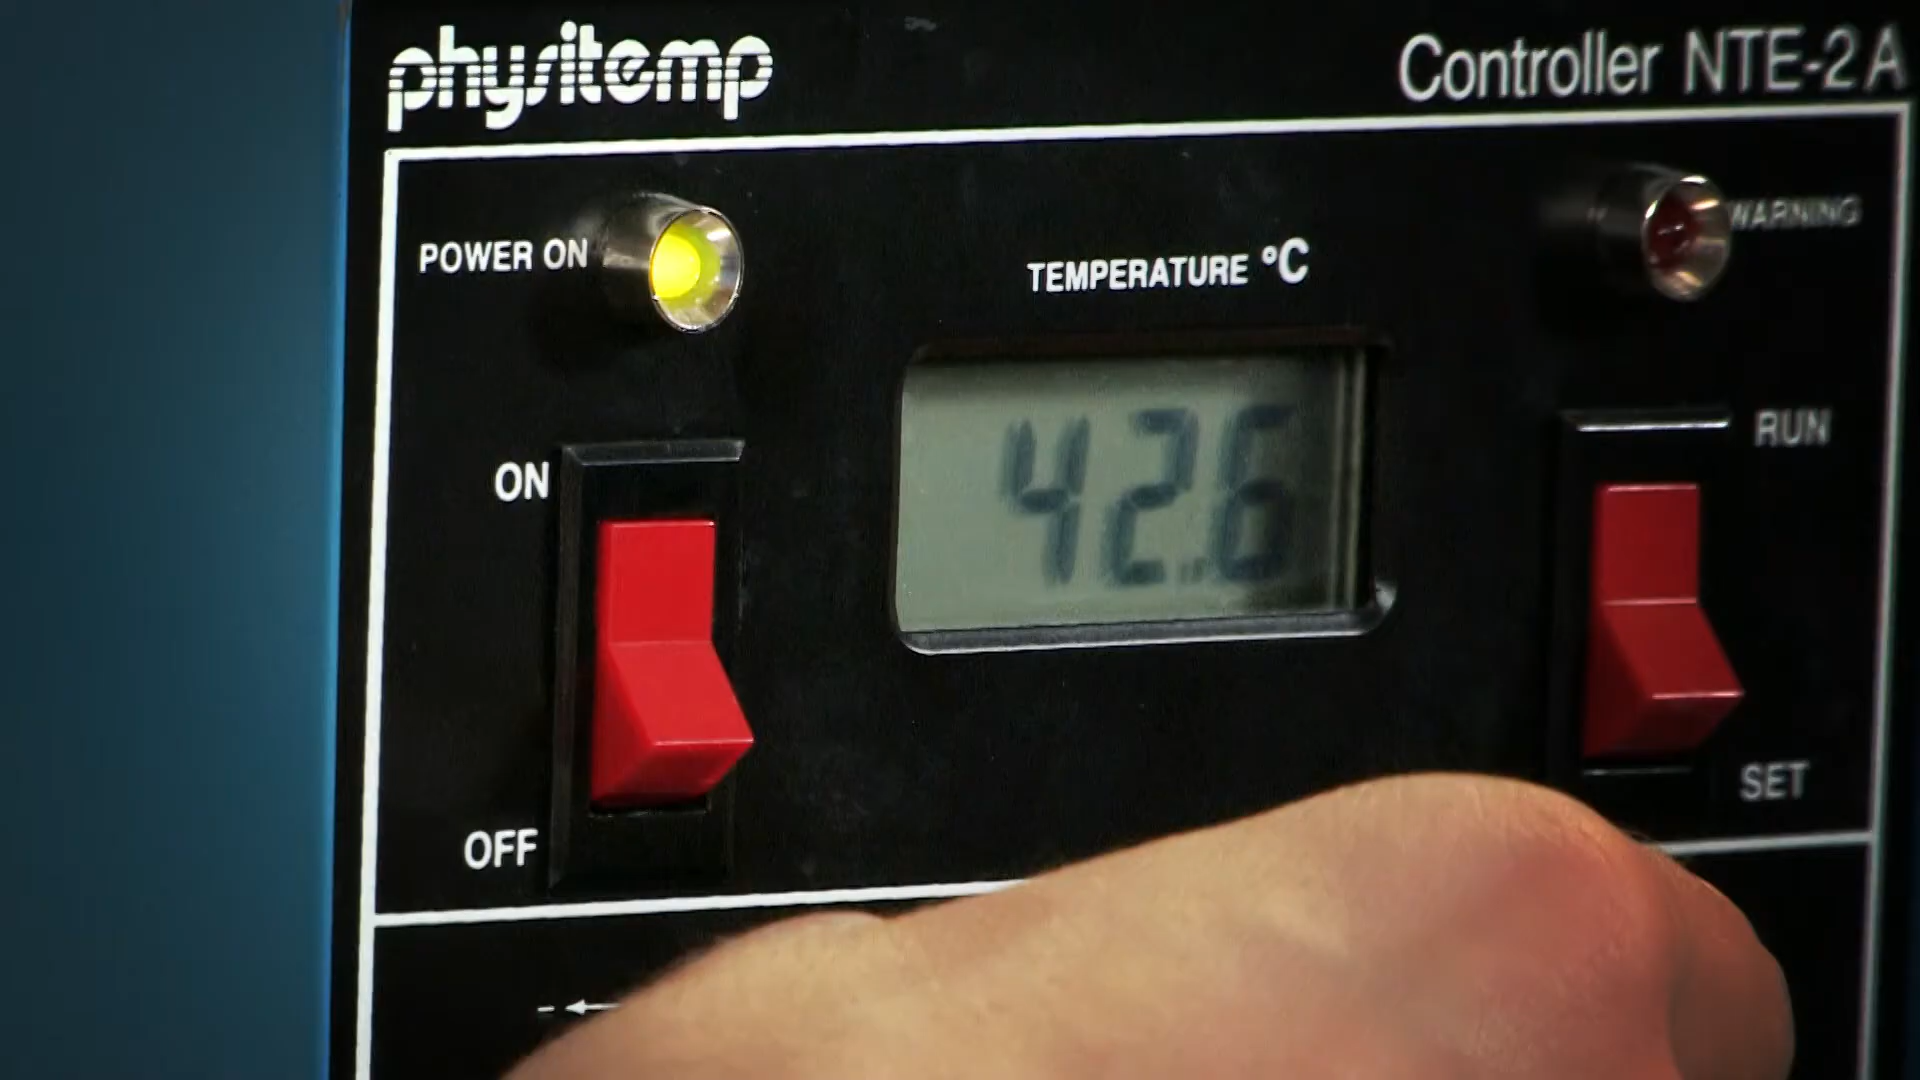 physitemp
Controller NTE-2A
POWER ON
TEMPERATURE °C
WARNING
ON
42.6
RUN
OFF
SET